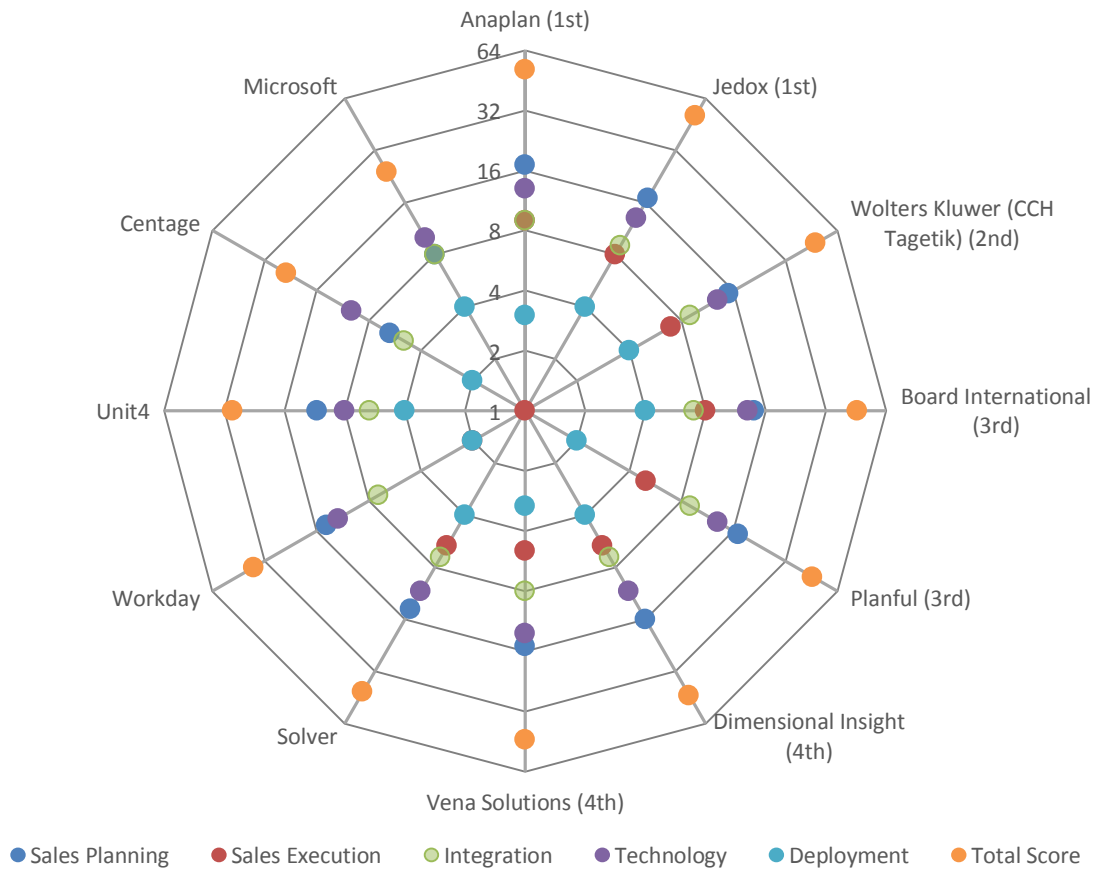 Anaplan (1st)
64
Microsoft
Jedox (1st)
32
16
Centage
Wolters Kluwer (CCH
Tagetik) (2nd)
8
4
2
Unit4
1
Board International
(3rd)
Workday
Planful (3rd)
Solver
Dimensional Insight
(4th)
Vena Solutions (4th)
Sales Planning
Sales Execution
Integration
Technology
Deployment
Total Score